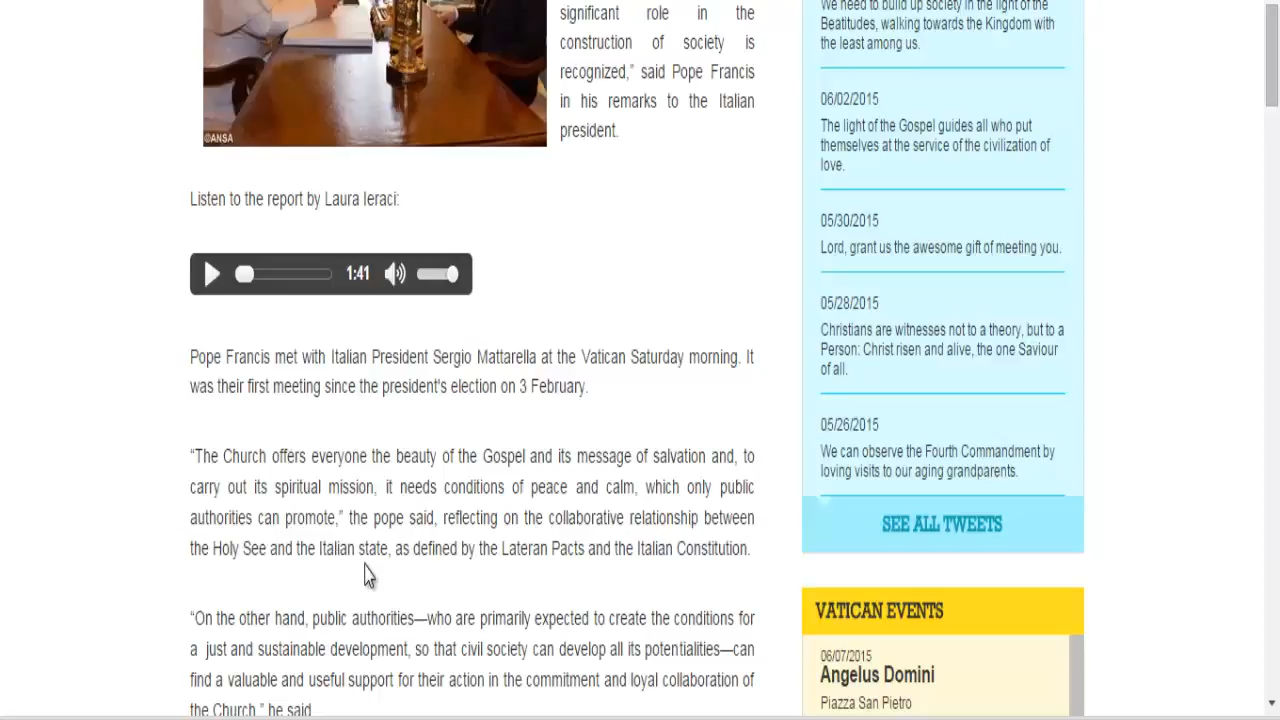 significant role in the
construction of society is
recognized,” said Pope Francis
in his remarks to the Italian
president.
©ANSA
Listen to the report by Laura Ieraci:
1:41
Pope Francis met with Italian President Sergio Mattarella at the Vatican Saturday morning. It
was their first meeting since the president's election on 3 February.
“The Church offers everyone the beauty of the Gospel and its message of salvation and, to
carry out its spiritual mission, it needs conditions of peace and calm, which only public
authorities can promote,” the pope said, reflecting on the collaborative relationship between
the Holy See and the Italian state, as defined by the Lateran Pacts and the Italian Constitution.
“On the other hand, public authorities—who are primarily expected to create the conditions for
a just and sustainable development, so that civil society can develop all its potentialities—can
find a valuable and useful support for their action in the commitment and loyal collaboration of
the Church,” he said
We need to build up society in the light of the
Beatitudes, walking towards the Kingdom with
the least among us.
06/02/2015
The light of the Gospel guides all who put
themselves at the service of the civilization of
love.
05/30/2015
Lord, grant us the awesome gift of meeting you.
05/28/2015
Christians are witnesses not to a theory, but to a
Person: Christ risen and alive, the one Saviour
of all.
05/26/2015
We can observe the Fourth Commandment by
loving visits to our aging grandparents.
SEE ALL TWEETS
VATICAN EVENTS
06/07/2015
Angelus Domini
Piazza San Pietro